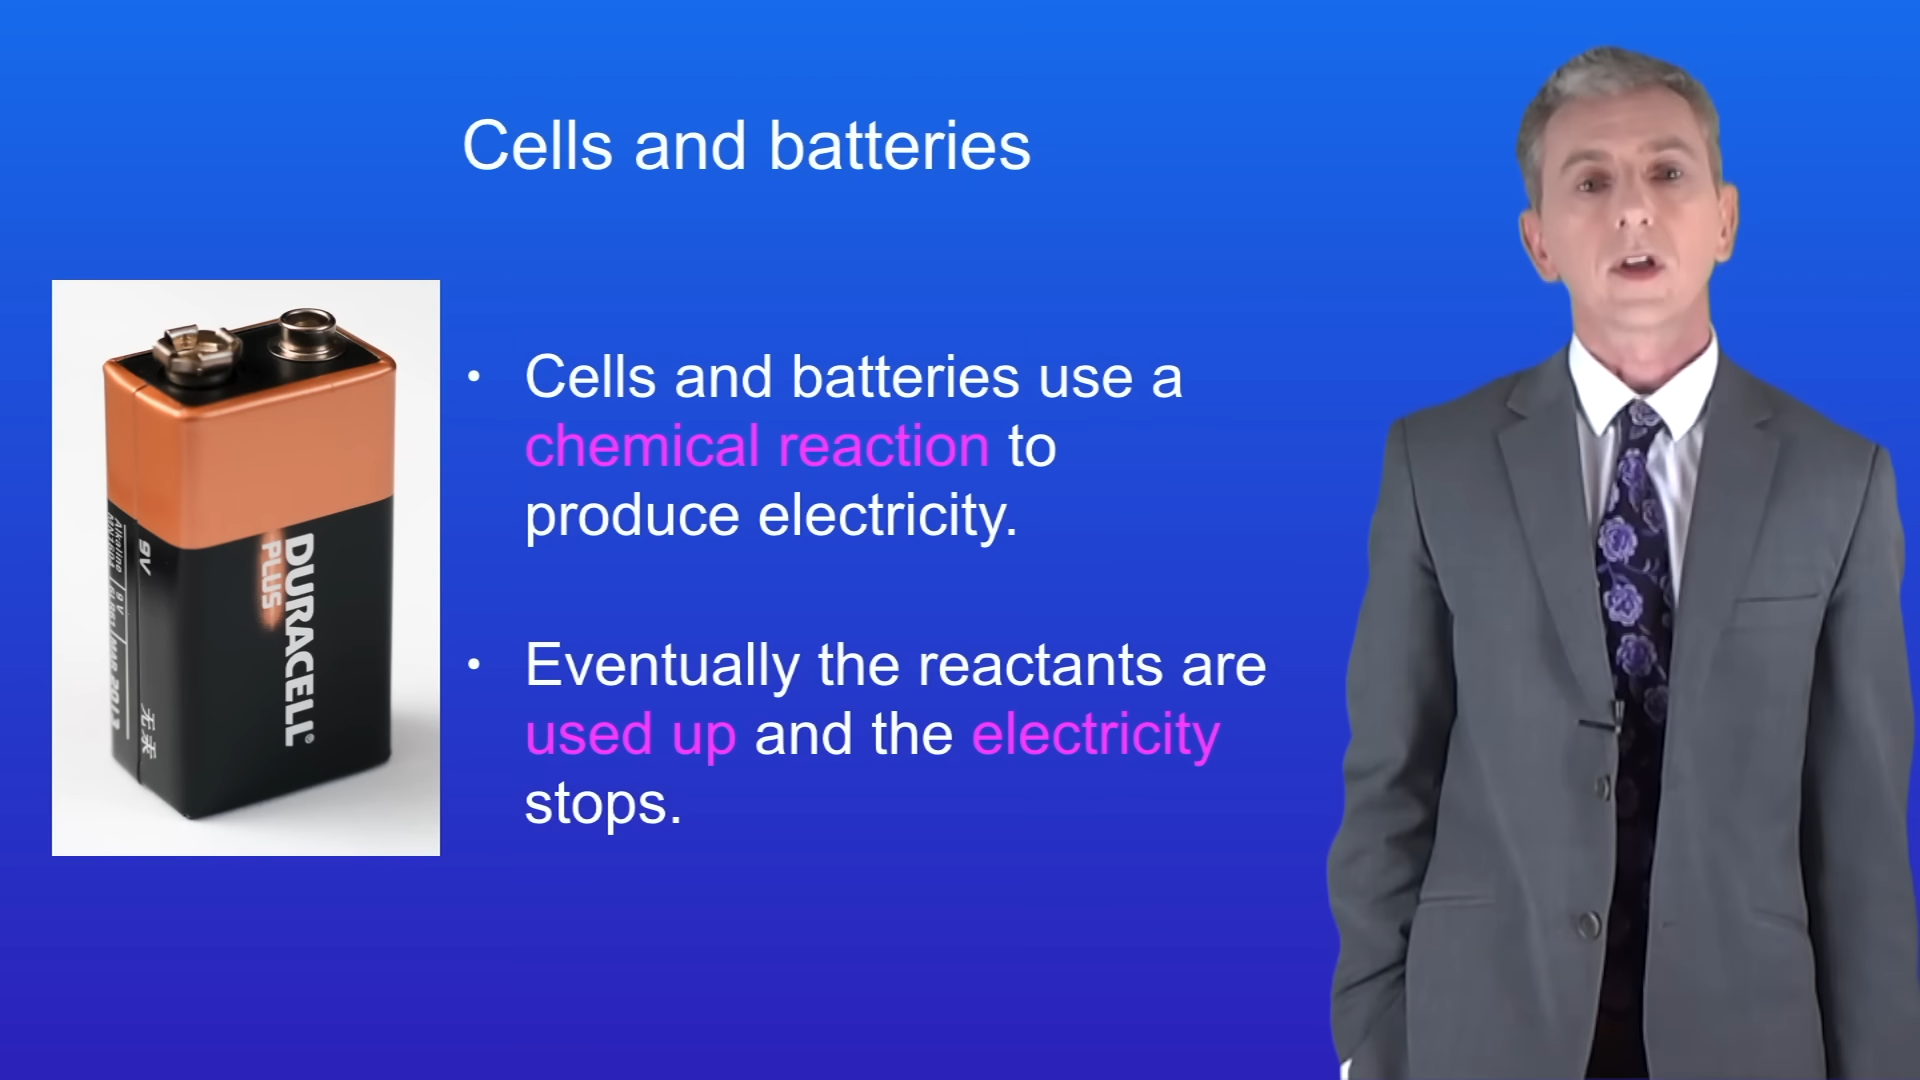 Cells and batteries
Cells and batteries use a
chemical reaction to
produce electricity.
Eventually the reactants are
used up and the electricity
stops.
DURACELL®
PLUS
9V